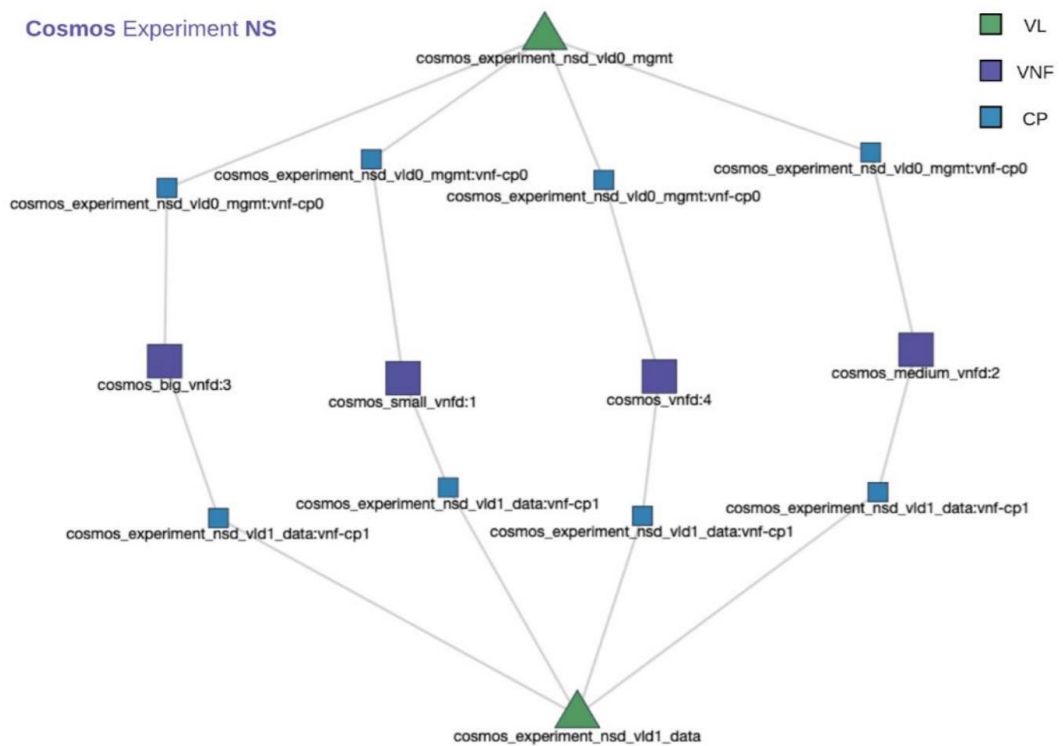 Cosmos Experiment NS
VL
VNF
CP
cosmos_experiment_nsd_vld0_mgmt
cosmos_experiment_nsd_vld0_mgmt:vnf-cp0
cosmos_experiment_nsd_vld0_mgmt:vnf-cp0
cosmos_experiment_nsd_vld0_mgmt:vnf-cp0
cosmos_experiment_nsd_vld0_mgmt:vnf-cp0
cosmos_big_vnfd:3
cosmos_small_vnfd:1
cosmos_vnfd:4
cosmos_medium_vnfd:2
cosmos_experiment_nsd_vld1_data:vnf-cp1
cosmos_experiment_nsd_vld1_data:vnf-cp1
cosmos_experiment_nsd_vld1_data:vnf-cp1
cosmos_experiment_nsd_vld1_data:vnf-cp1
cosmos_experiment_nsd_vld1_data